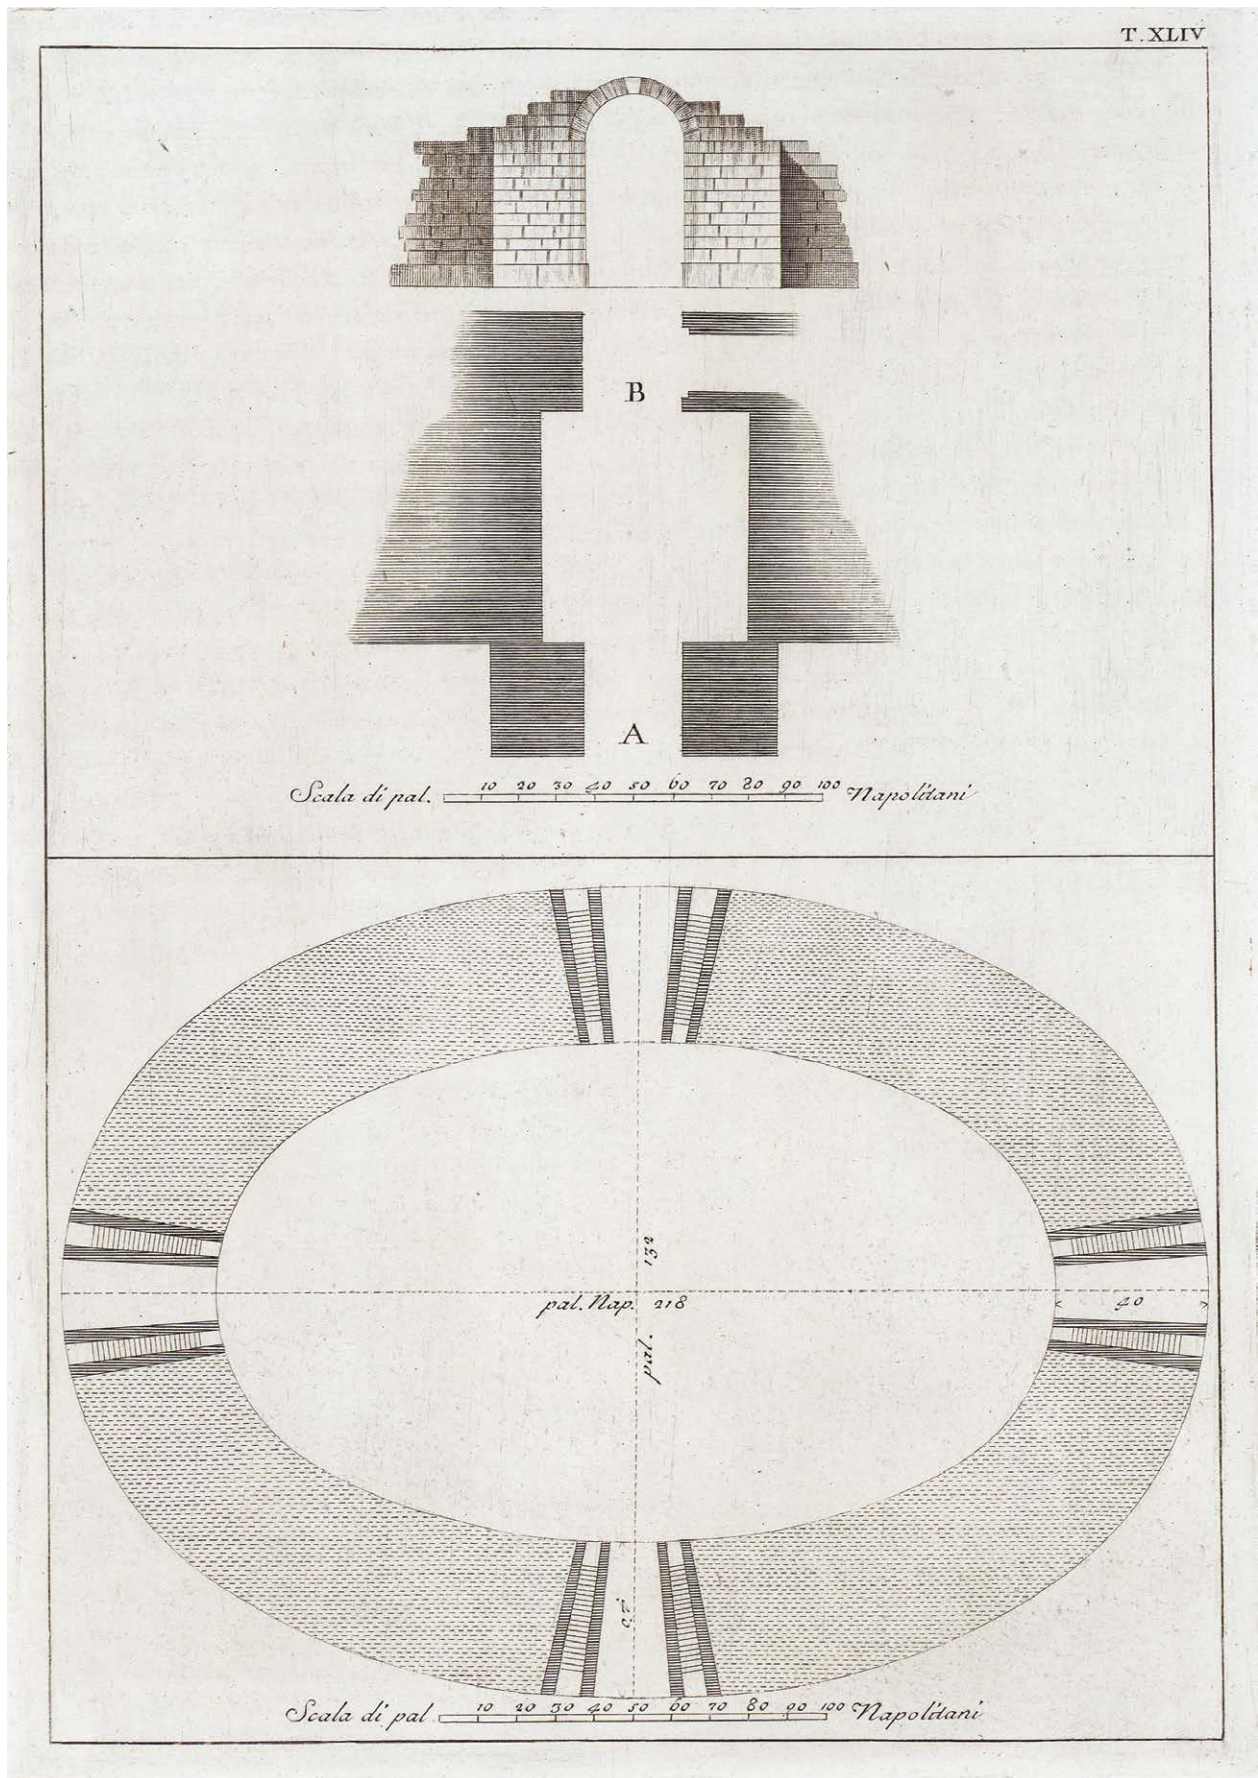 T. XLIV
B
A
10 20 30 40 50 60 70 80 90 100
Scala di pal. Napolitani
132
pal. Nap. 218
40
pal.
10 20 30 40 50 60 70 80 90 100
Scala di pal Napolitani